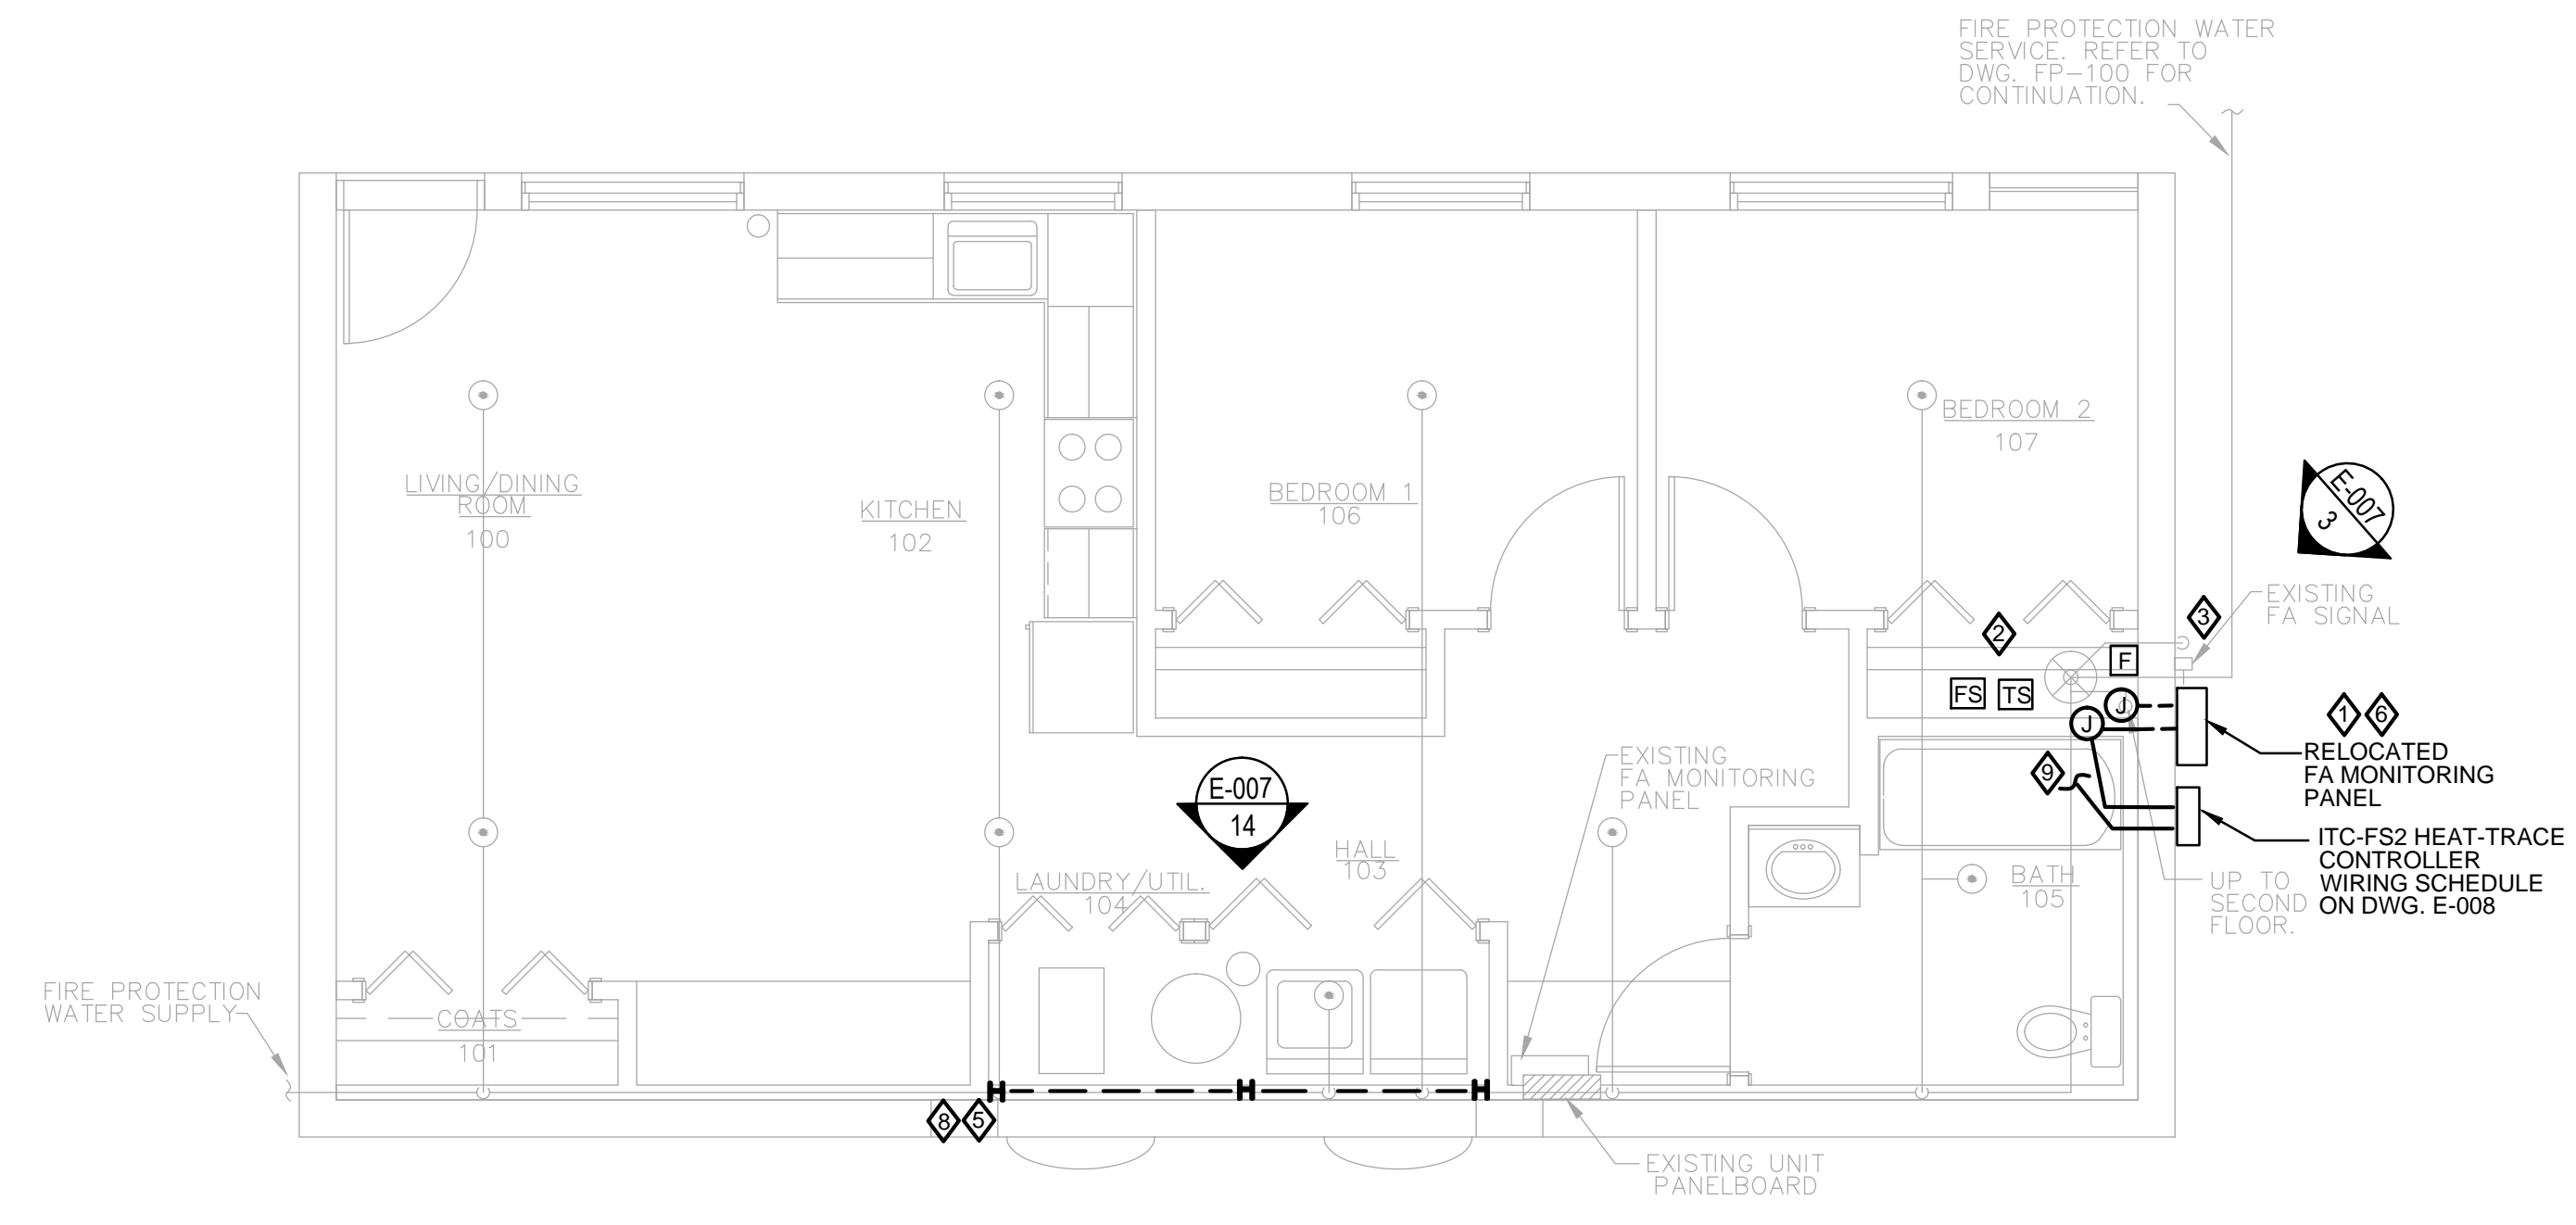 FIRE PROTECTION WATER
SERVICE. REFER TO
DWG. FP-100 FOR
CONTINUATION.
BEDROOM 2
107
LIVING/DINING
ROOM
100
KITCHEN
102
BEDROOM 1
106
E-007
3
EXISTING
FA SIGNAL
3
2
F
FS
TS
J
J
1
6
RELOCATED
FA MONITORING
PANEL
EXISTING
FA MONITORING
PANEL
9
E-007
14
ITC-FS2 HEAT-TRACE
CONTROLLER
WIRING SCHEDULE
ON DWG. E-008
HALL
103
LAUNDRY/UTIL.
104
BATH
105
UP TO
SECOND
FLOOR.
FIRE PROTECTION
WATER SUPPLY
COATS
101
H
H
H
8
5
EXISTING UNIT
PANELBOARD